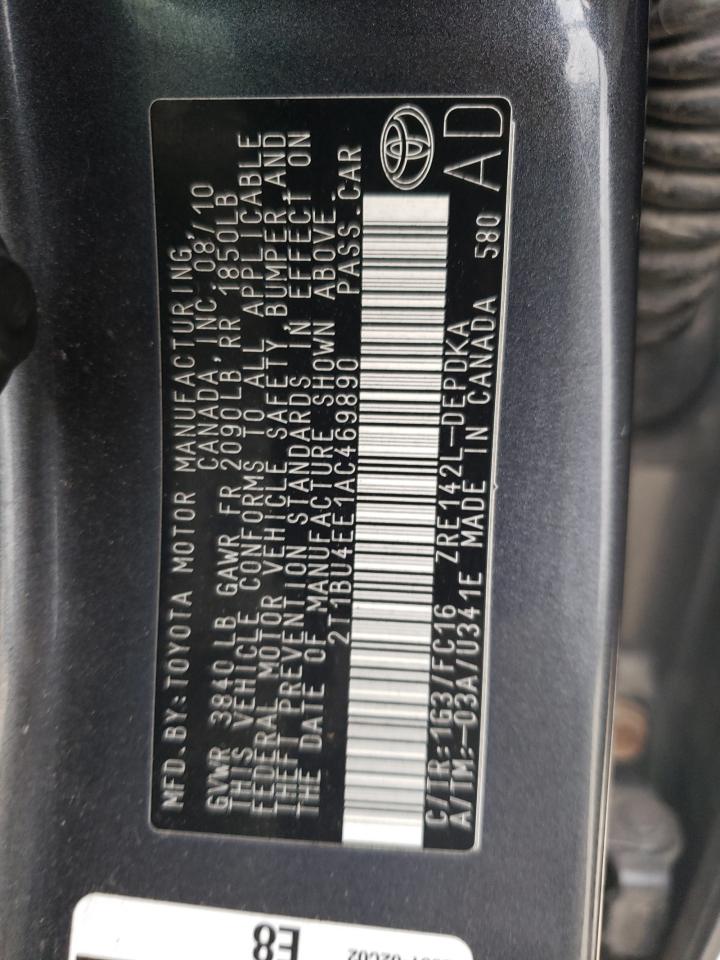 MFD.BY:TOYOTA MOTOR MANUFACTURING,
CANADA,INC.08/10
GVWR 3840LB GAWR FR 2090LB RR 1850LB
THIS VEHICLE CONFORMS TO ALL APPLICABLE
FEDERAL MOTOR VEHICLE SAFETY, BUMPER,AND
THEFT PREVENTION STANDARDS IN EFFECT ON
THE DATE OF MANUFACTURE SHOWN ABOVE.
2T1BU4EE1AC469890 PASS.CAR
C/TR:1G3/FC16 ZRE142L-DEPDKA
A/TM:-03A/U341E MADE IN CANADA 580
AD
E8